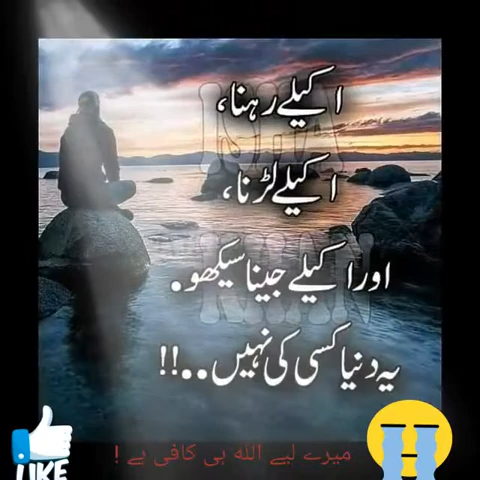 اکیلے رہنا،
اکیلے لڑنا،
اور اکیلے جینا سیکھو.
یہ دنیا کسی کی نہیں..!!
میرے لیے الله ہی کافی ہے !
LIKE